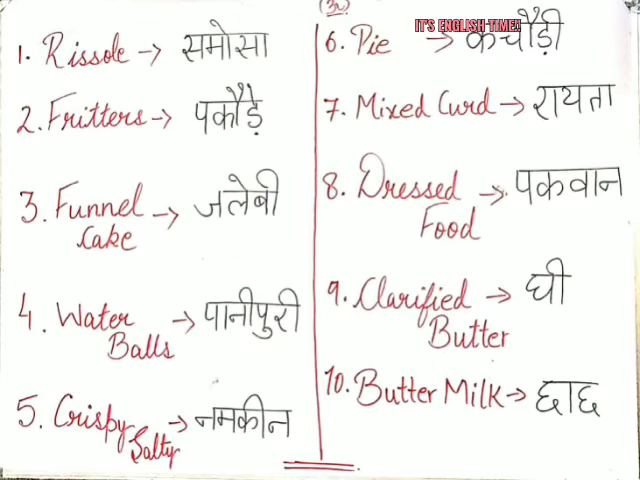 IT'S ENGLISH TIME!!
1. Rissole → समोसा
2. Fritters → पकौड़े
3. Funnel Cake → जलेबी
4. Water Balls → पानीपुरी
5. Crispy Salty → नमकीन
6. Pie → कचौड़ी
7. Mixed Curd → रायता
8. Dressed Food → पकवान
9. Clarified Butter → घी
10. Butter Milk → छाछ